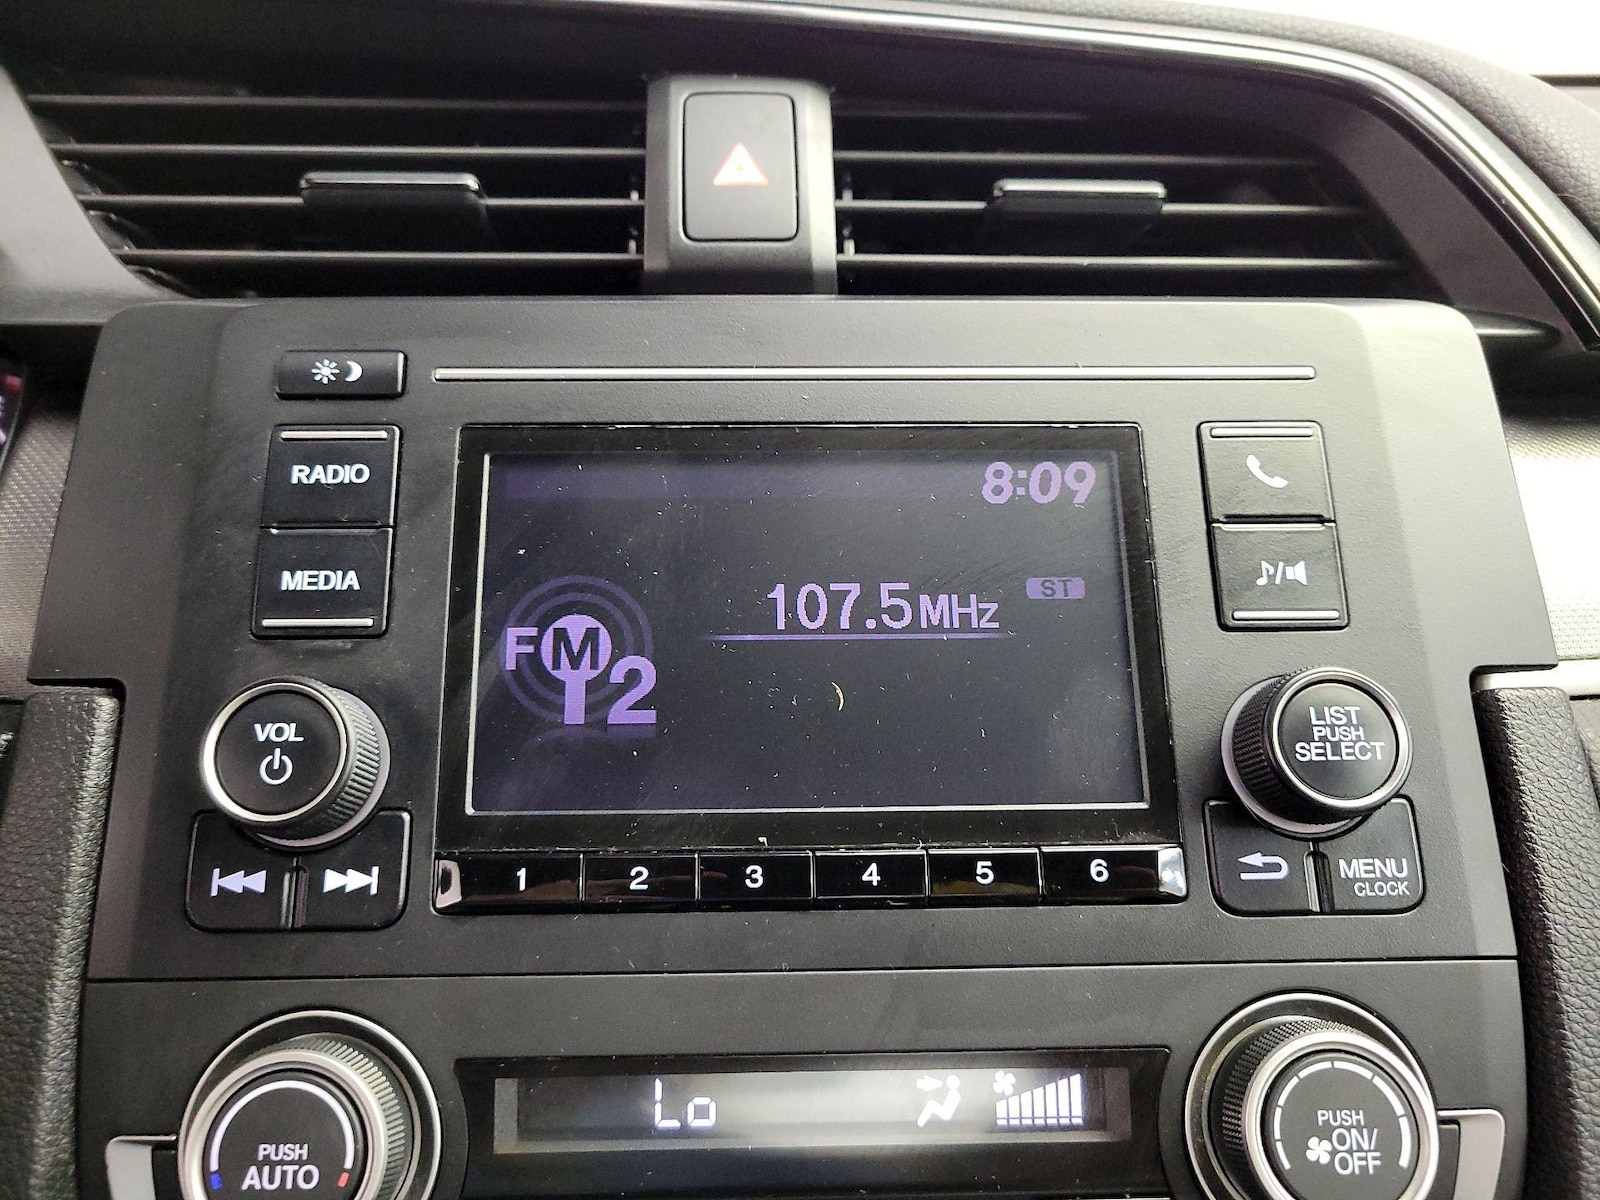 RADIO
MEDIA
VOL
8:09
107.5MHz
ST
FM
2
LIST
PUSH
SELECT
1 2 3 4 5 6
MENU
CLOCK
PUSH
AUTO
Lo
PUSH
ON/
OFF